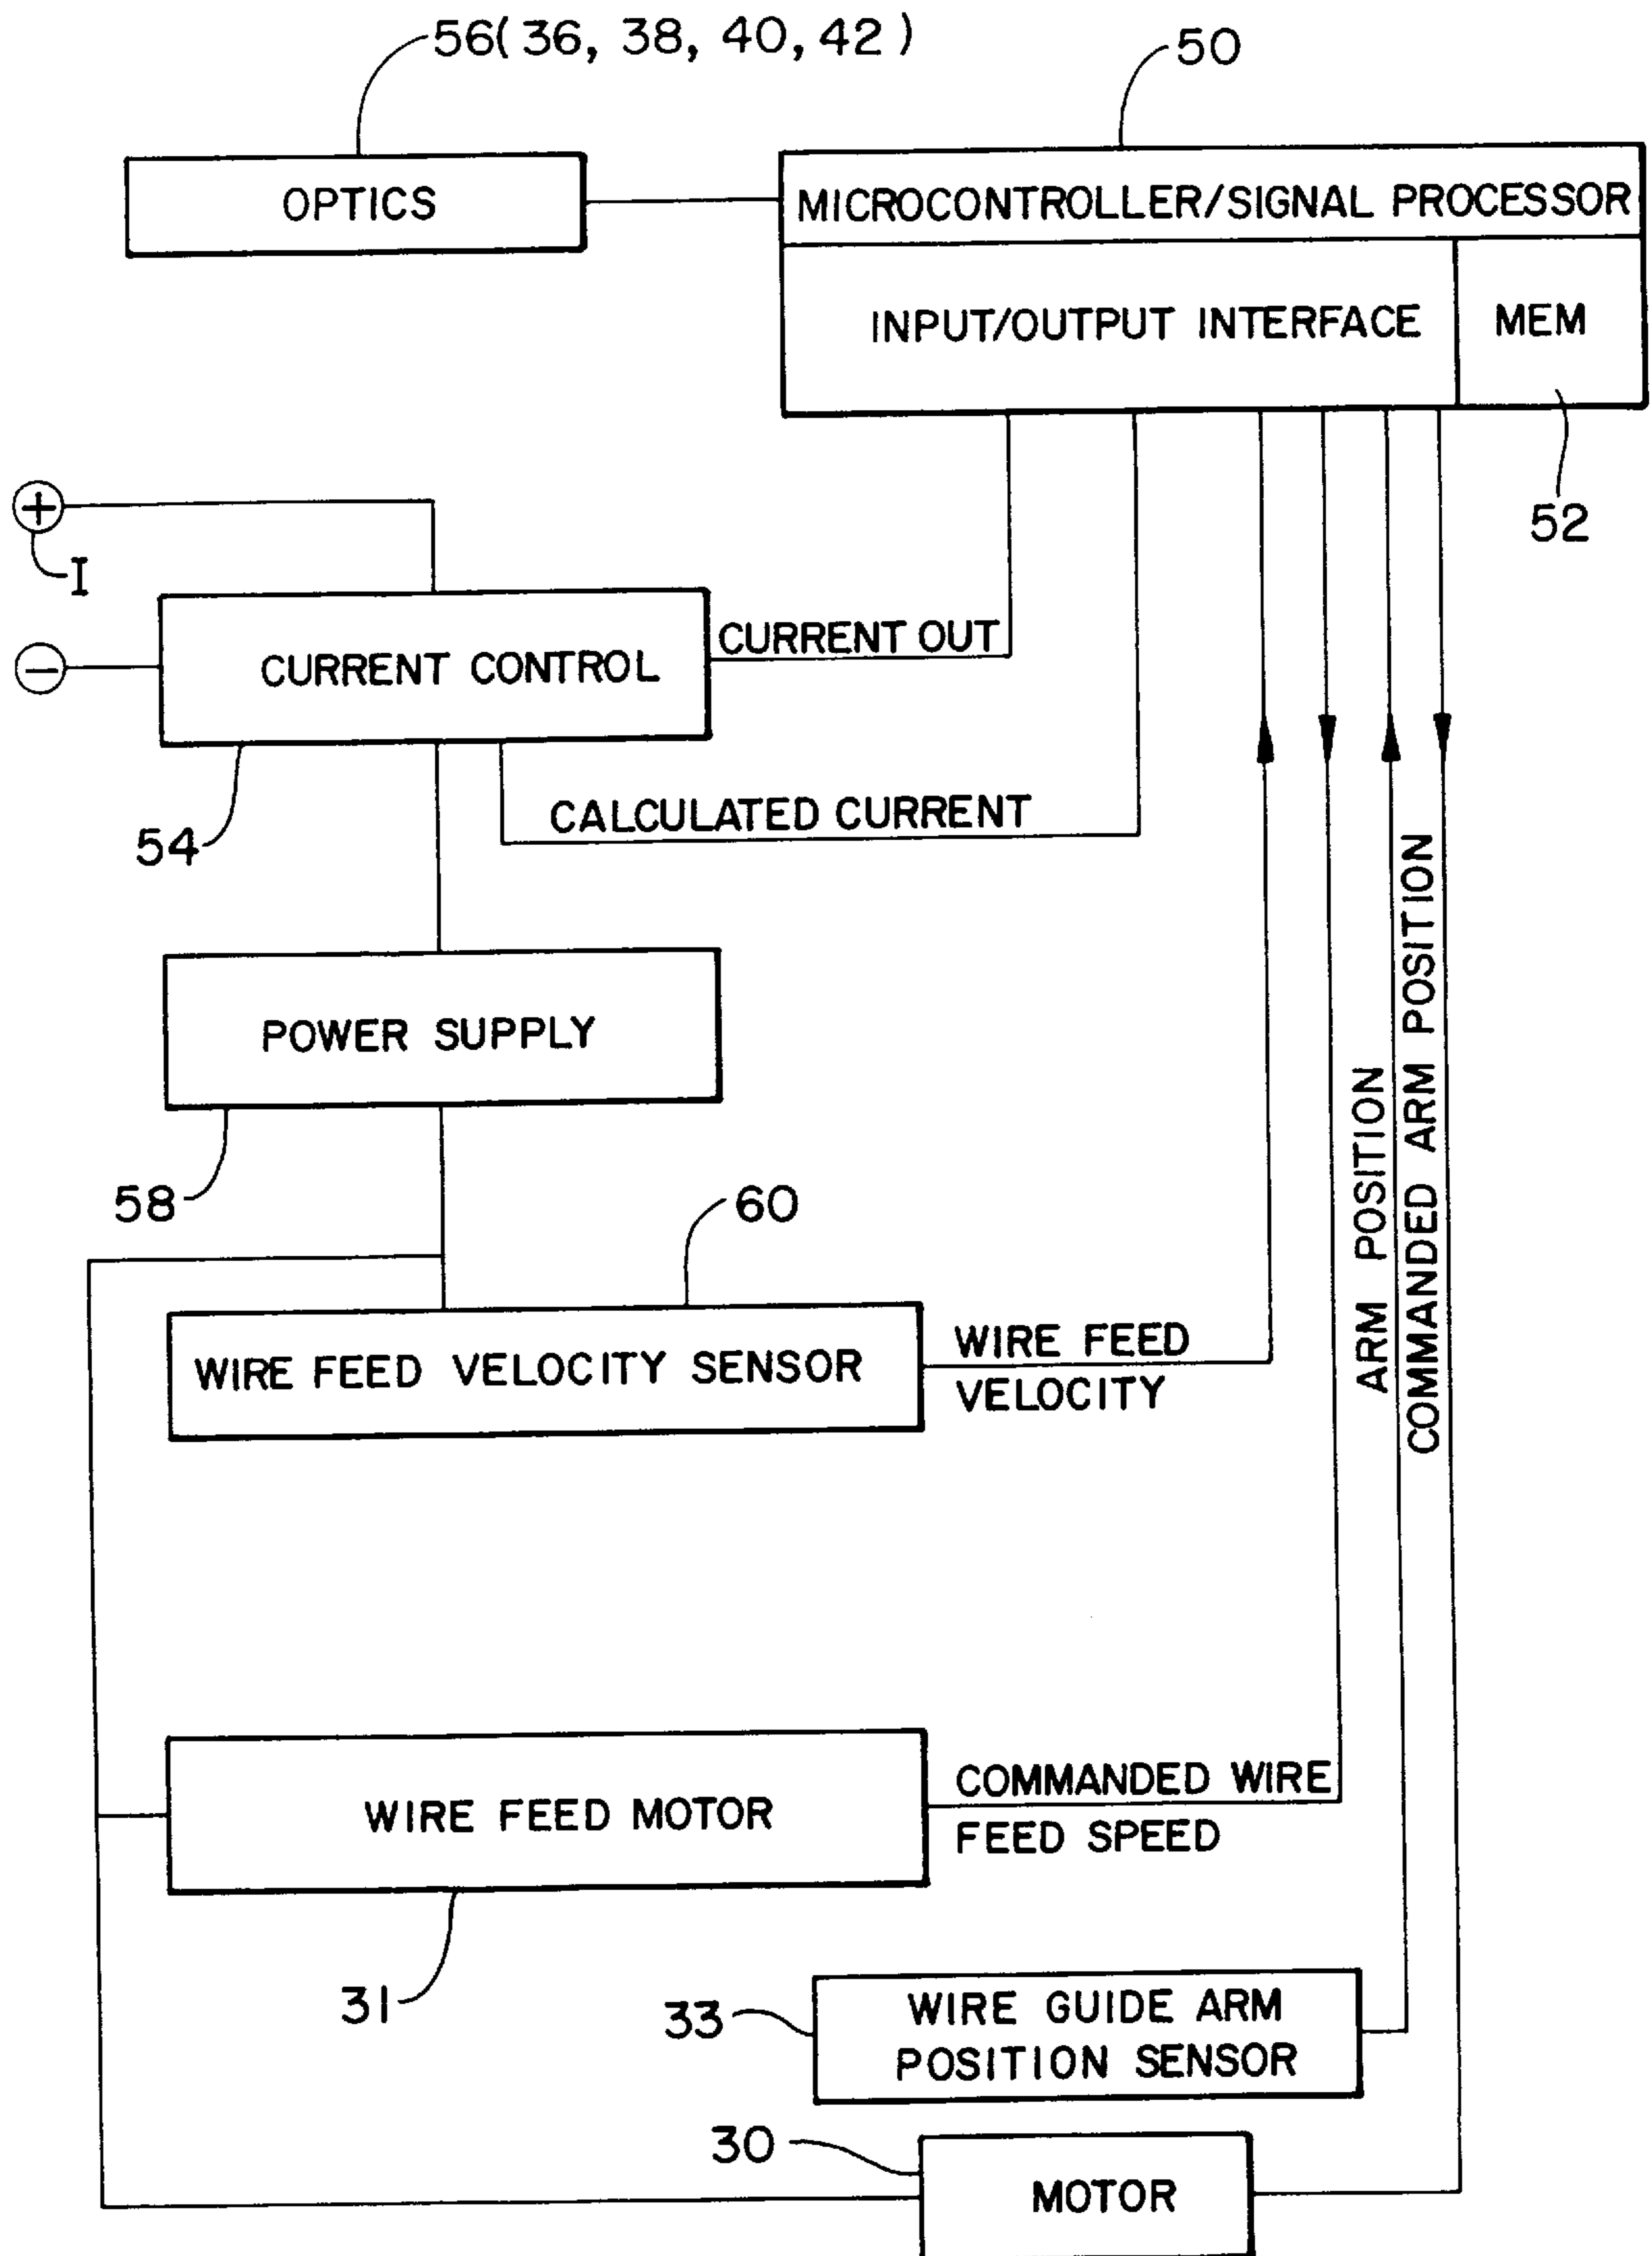 56(36, 38, 40, 42)
50
OPTICS
MICROCONTROLLER/SIGNAL PROCESSOR
INPUT/OUTPUT INTERFACE
MEM
52
+
I
−
CURRENT CONTROL
CURRENT OUT
54
CALCULATED CURRENT
POWER SUPPLY
58
60
WIRE FEED VELOCITY SENSOR
WIRE FEED
VELOCITY
ARM POSITION
COMMANDED ARM POSITION
WIRE FEED MOTOR
COMMANDED WIRE
FEED SPEED
31
33
WIRE GUIDE ARM
POSITION SENSOR
30
MOTOR